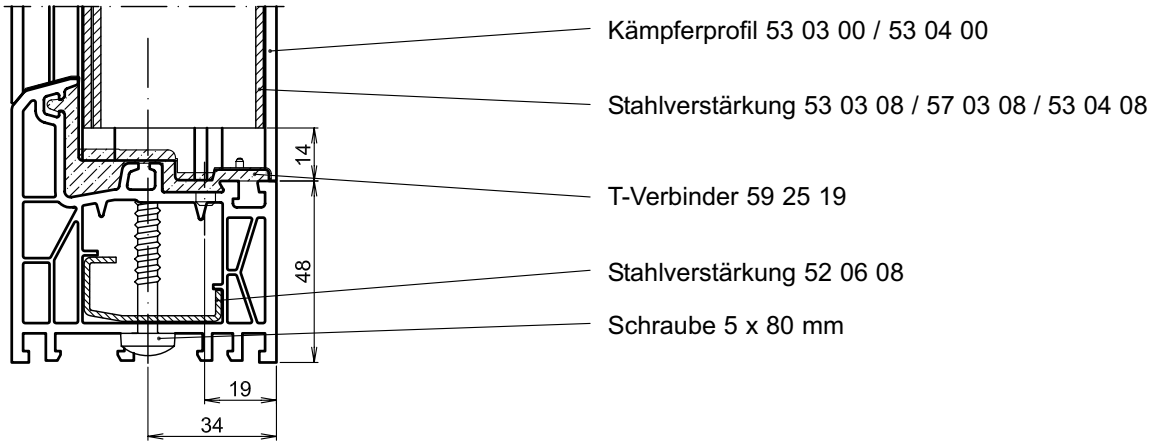 Kämpferprofil 53 03 00 / 53 04 00
Stahlverstärkung 53 03 08 / 57 03 08 / 53 04 08
14
T-Verbinder 59 25 19
48
Stahlverstärkung 52 06 08
Schraube 5 x 80 mm
19
34